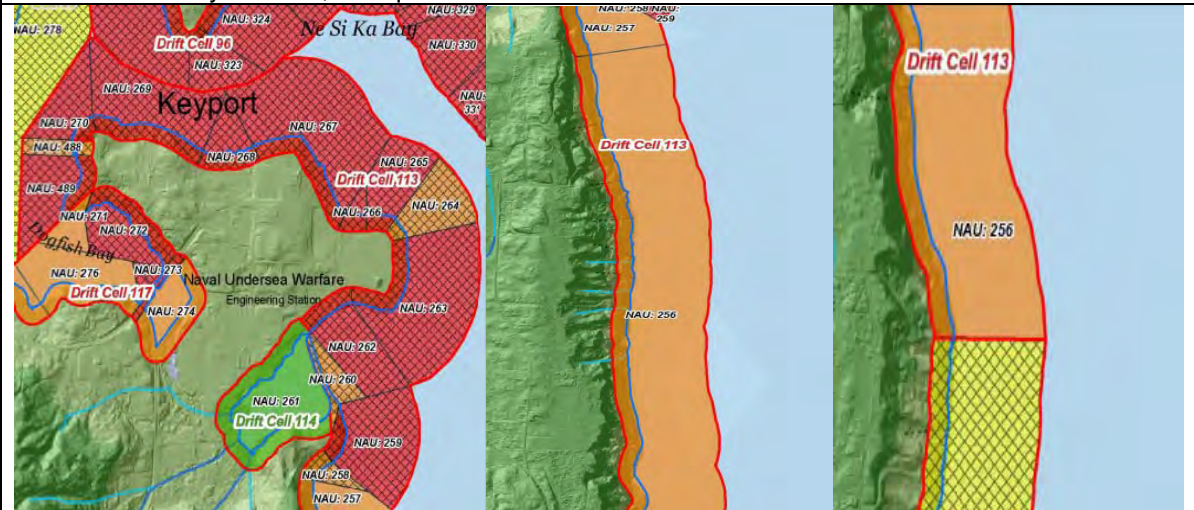 NAU: 278
NAU: 324
Ne Si Ka Bay
NAU: 329
Drift Cell 96
NAU: 323
NAU: 330
NAU: 269
Keyport
NAU:
NAU: 270
NAU: 267
NAU: 488
NAU: 268
NAU: 265
Drift Cell 113
NAU: 489
NAU: 264
NAU: 266
NAU: 271
NAU: 272
Dogfish Bay
NAU: 276
NAU: 273
Naval Undersea Warfare
Engineering Station
Drift Cell 117
NAU: 274
NAU: 263
NAU: 262
NAU: 260
NAU: 261
Drift Cell 114
NAU: 259
NAU: 258
NAU: 257
NAU: 258
NAU: 259
NAU: 257
Drift Cell 113
NAU: 256
Drift Cell 113
NAU: 256